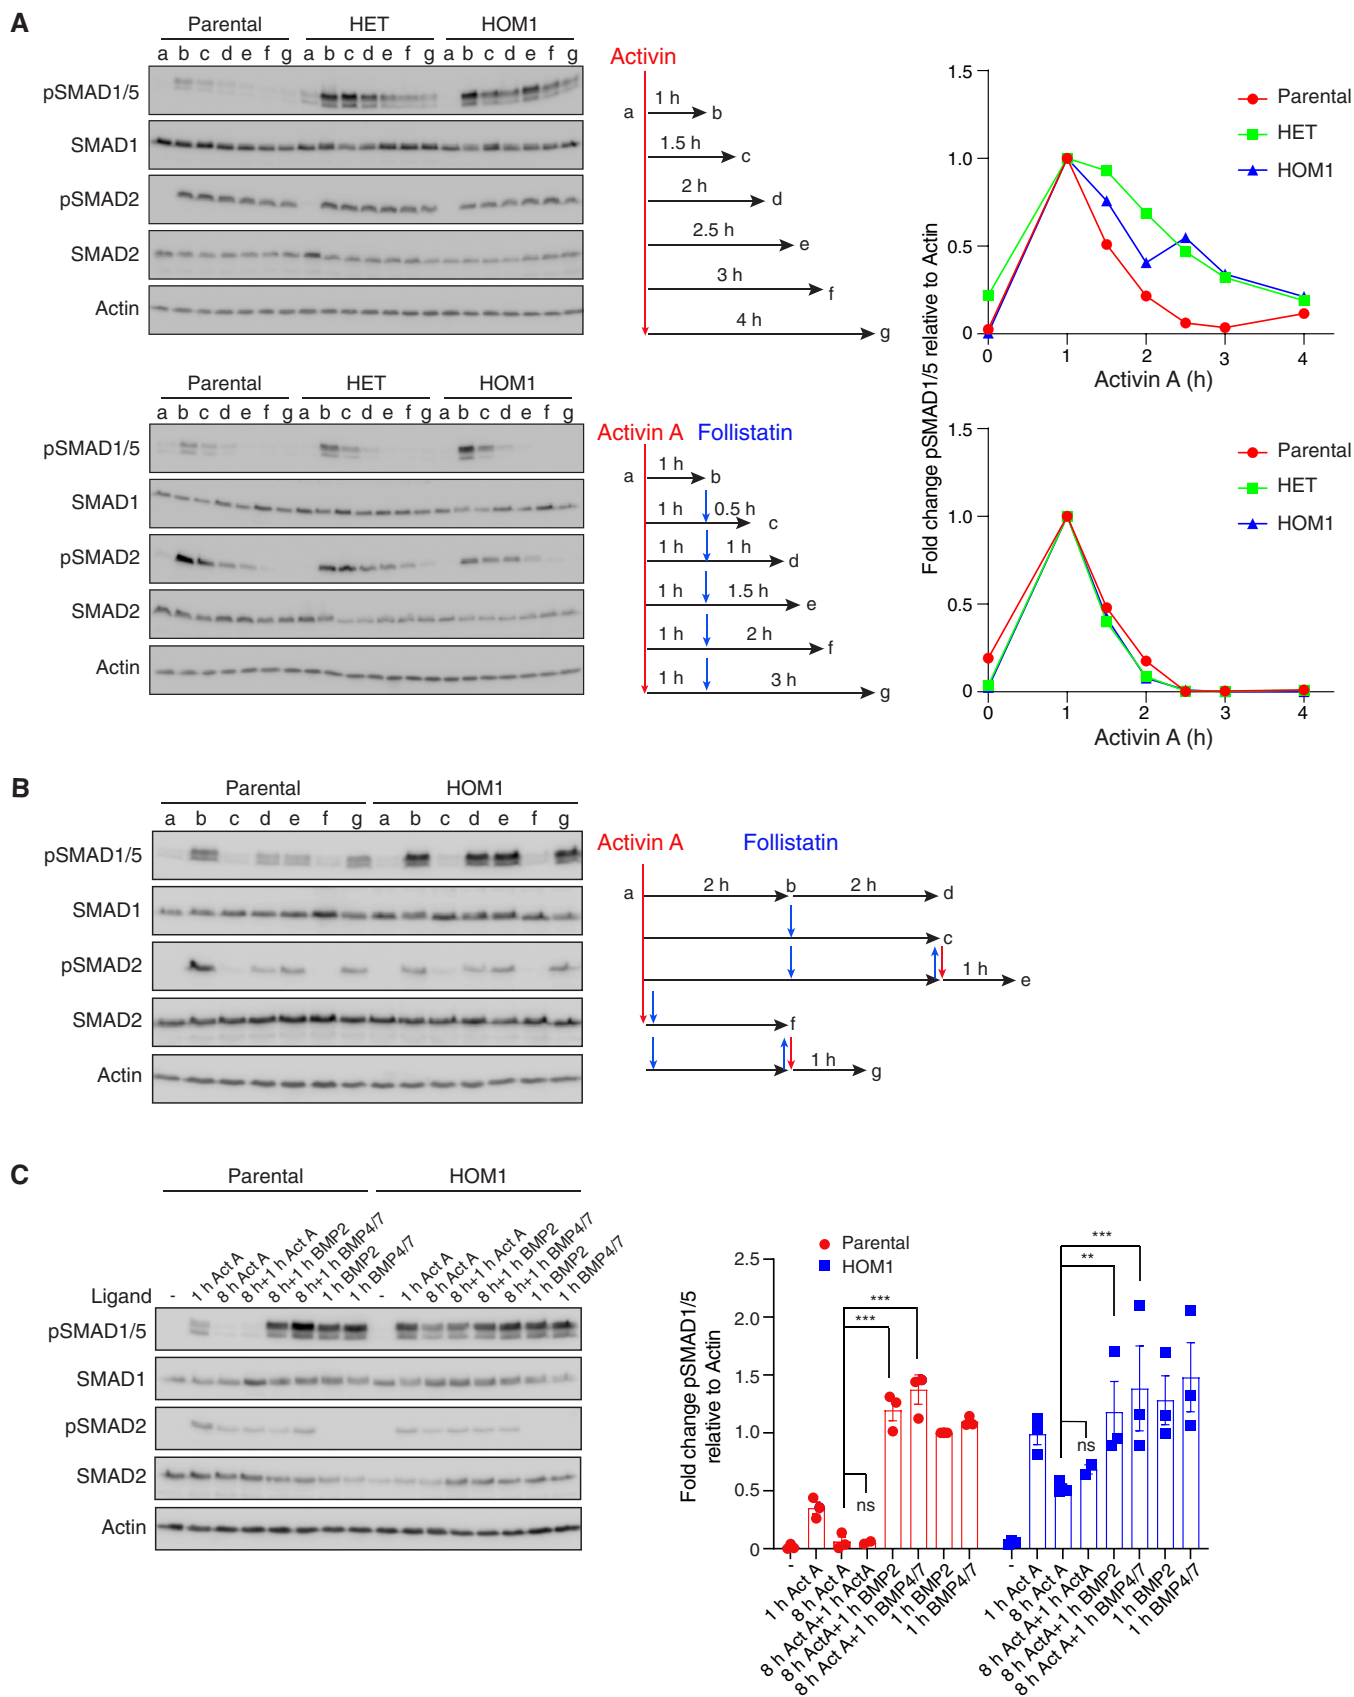 A
Parental HET HOM1
a b c d e f g a b c d e f g a b c d e f g
pSMAD1/5
SMAD1
pSMAD2
SMAD2
Actin
Activin
a 1 h b
1.5 h c
2 h d
2.5 h e
3 h f
4 h g
Fold change pSMAD1/5 relative to Actin
1.5
1.0
0.5
0
0 1 2 3 4
Activin A (h)
Parental
HET
HOM1
Parental HET HOM1
a b c d e f g a b c d e f g a b c d e f g
pSMAD1/5
SMAD1
pSMAD2
SMAD2
Actin
Activin A Follistatin
a 1 h b
1 h 0.5 h c
1 h 1 h d
1 h 1.5 h e
1 h 2 h f
1 h 3 h g
1.5
1.0
0.5
0
0 1 2 3 4
Activin A (h)
Parental
HET
HOM1
B
Parental HOM1
a b c d e f g a b c d e f g
pSMAD1/5
SMAD1
pSMAD2
SMAD2
Actin
Activin A Follistatin
a 2 h b 2 h d
c
1 h e
f
1 h g
C
Parental HOM1
Ligand - 1 h Act A 8 h Act A 8 h+1 h Act A 8 h+1 h BMP2 8 h+1 h BMP4/7 1 h BMP2 1 h BMP4/7 - 1 h Act A 8 h Act A 8 h+1 h Act A 8 h+1 h BMP2 8 h+1 h BMP4/7 1 h BMP2 1 h BMP4/7
pSMAD1/5
SMAD1
pSMAD2
SMAD2
Actin
Fold change pSMAD1/5
relative to Actin
2.5
2.0
1.5
1.0
0.5
0
Parental
HOM1
***
***
ns
***
**
ns
- 1 h Act A 8 h Act A 8 h Act A+1 h ActA 8 h ActA+ 1 h BMP2 8 h Act A+1 h BMP4/7 1 h BMP2 1 h BMP4/7
- 1 h Act A 8 h Act A 8 h Act A+1 h ActA 8 h ActA+ 1 h BMP2 8 h Act A+1 h BMP4/7 1 h BMP2 1 h BMP4/7